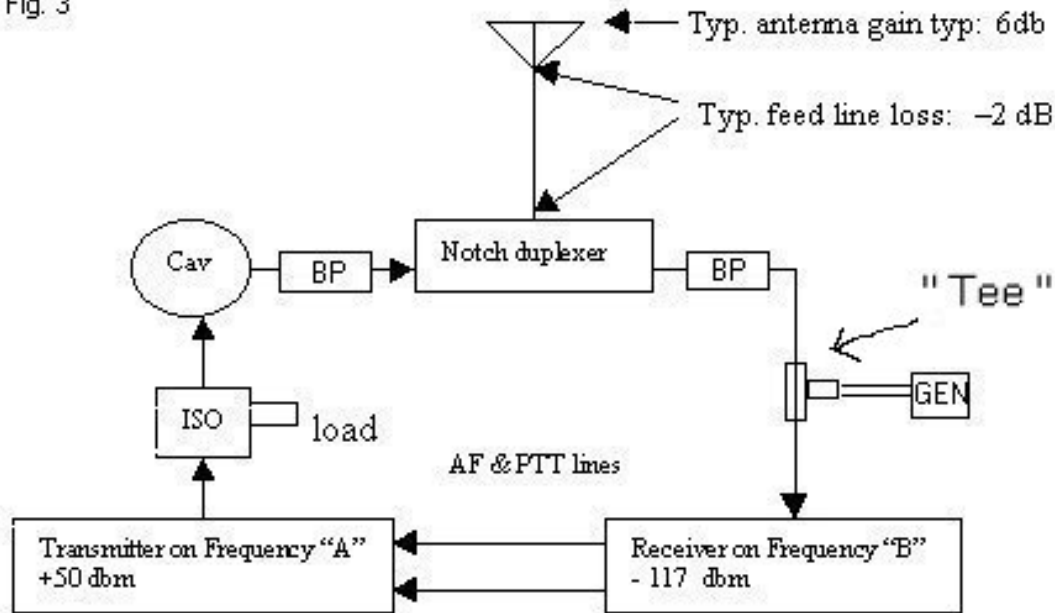 Fig. 3
Typ. antenna gain typ: 6db
Typ. feed line loss: –2 dB
Cav
BP
Notch duplexer
BP
"Tee"
GEN
ISO
load
AF & PTT lines
Transmitter on Frequency “A”
+50 dbm
Receiver on Frequency “B”
- 117 dbm